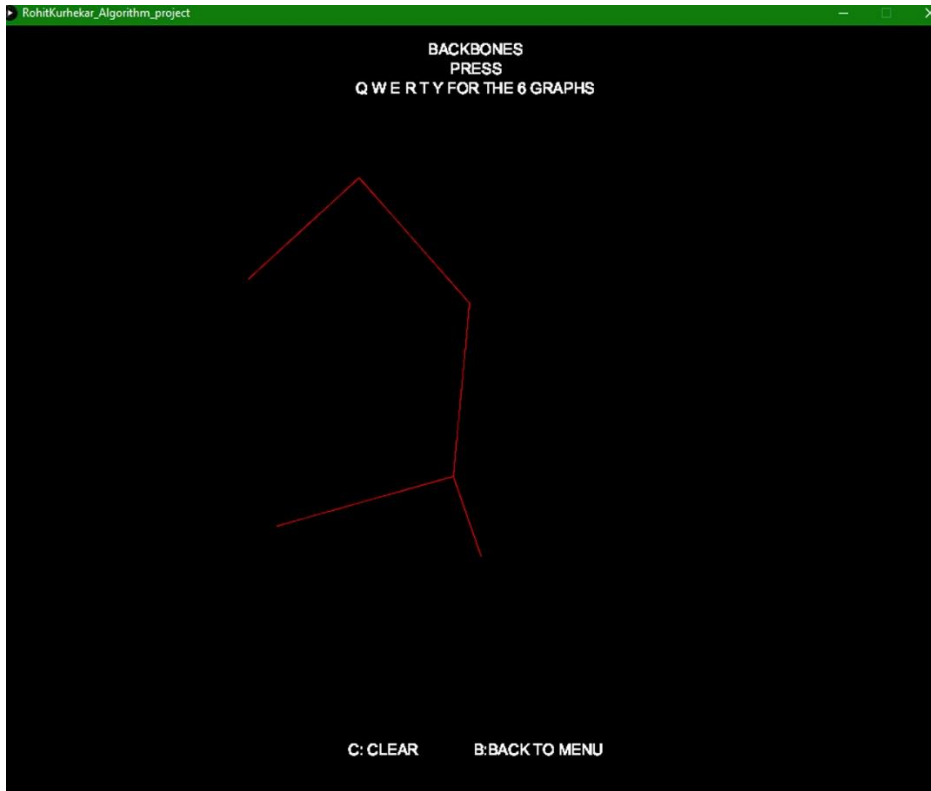 RohitKurhekar_Algorithm_project
BACKBONES
PRESS
Q W E R T Y FOR THE 6 GRAPHS
C: CLEAR
B:BACK TO MENU